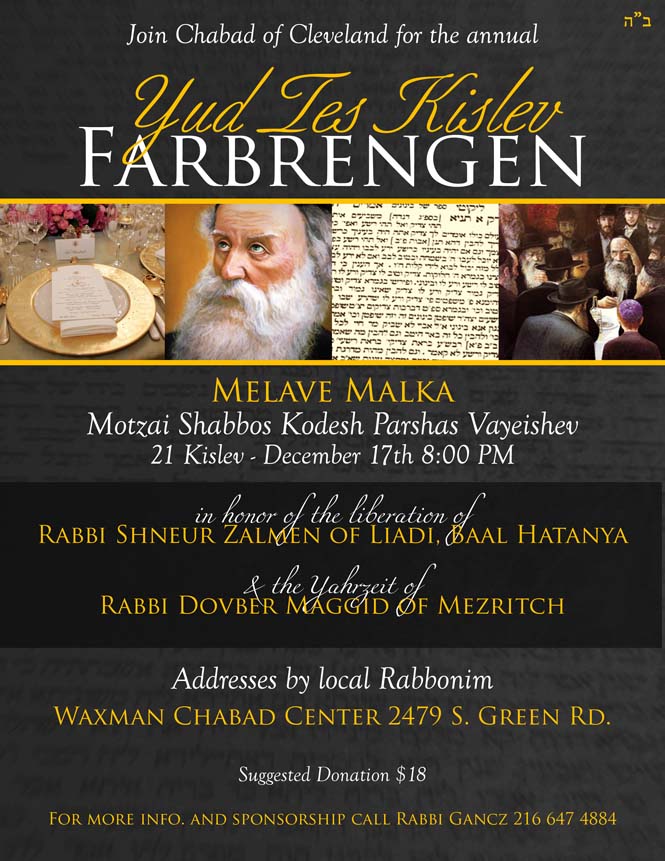 ב"ה
Join Chabad of Cleveland for the annual
Yud Tes Kislev
FARBRENGEN
MELAVE MALKA
Motzai Shabbos Kodesh Parshas Vayeishev
21 Kislev - December 17th 8:00 PM
in honor of the liberation of
RABBI SHNEUR ZALMEN OF LIADI, BAAL HATANYA
& the Yahrzeit of
RABBI DOVBER MAGGID OF MEZRITCH
Addresses by local Rabbonim
WAXMAN CHABAD CENTER 2479 S. GREEN RD.
Suggested Donation $18
FOR MORE INFO. AND SPONSORSHIP CALL RABBI GANCZ 216 647 4884